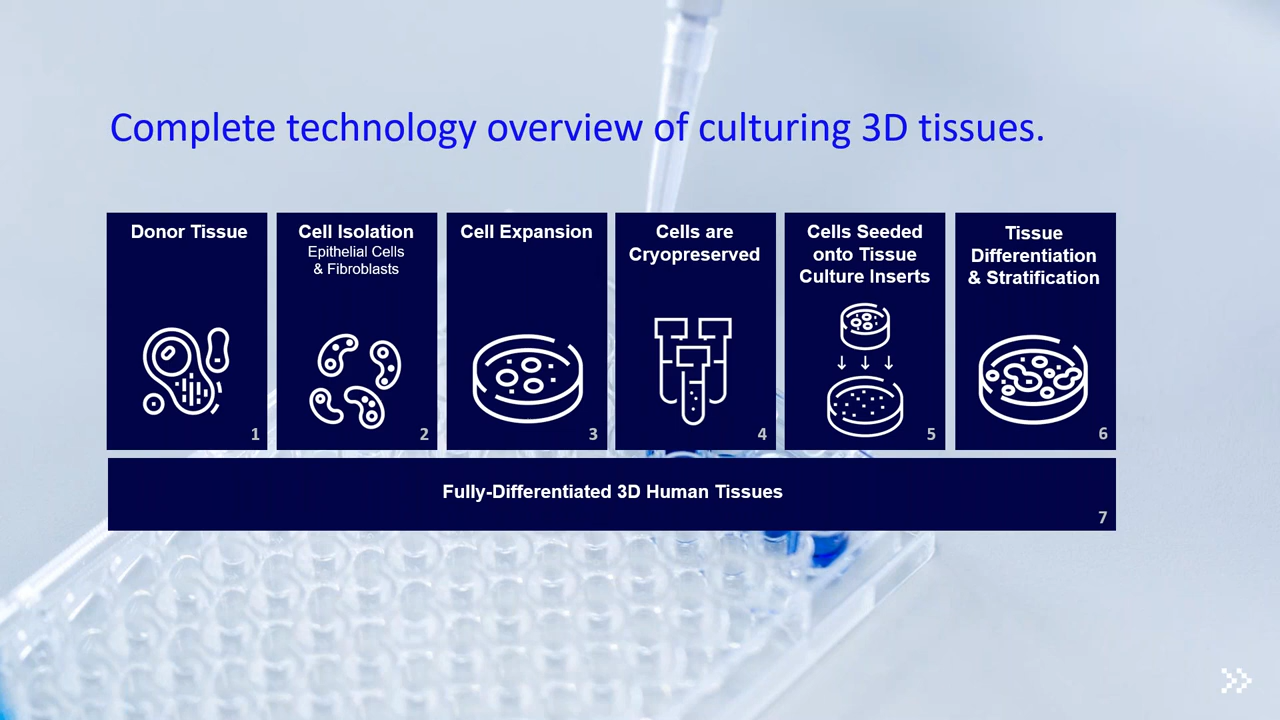 Complete technology overview of culturing 3D tissues.
Donor Tissue
1
Cell Isolation
Epithelial Cells
& Fibroblasts
2
Cell Expansion
3
Cells are
Cryopreserved
4
Cells Seeded
onto Tissue
Culture Inserts
5
Tissue
Differentiation
& Stratification
6
Fully-Differentiated 3D Human Tissues
7